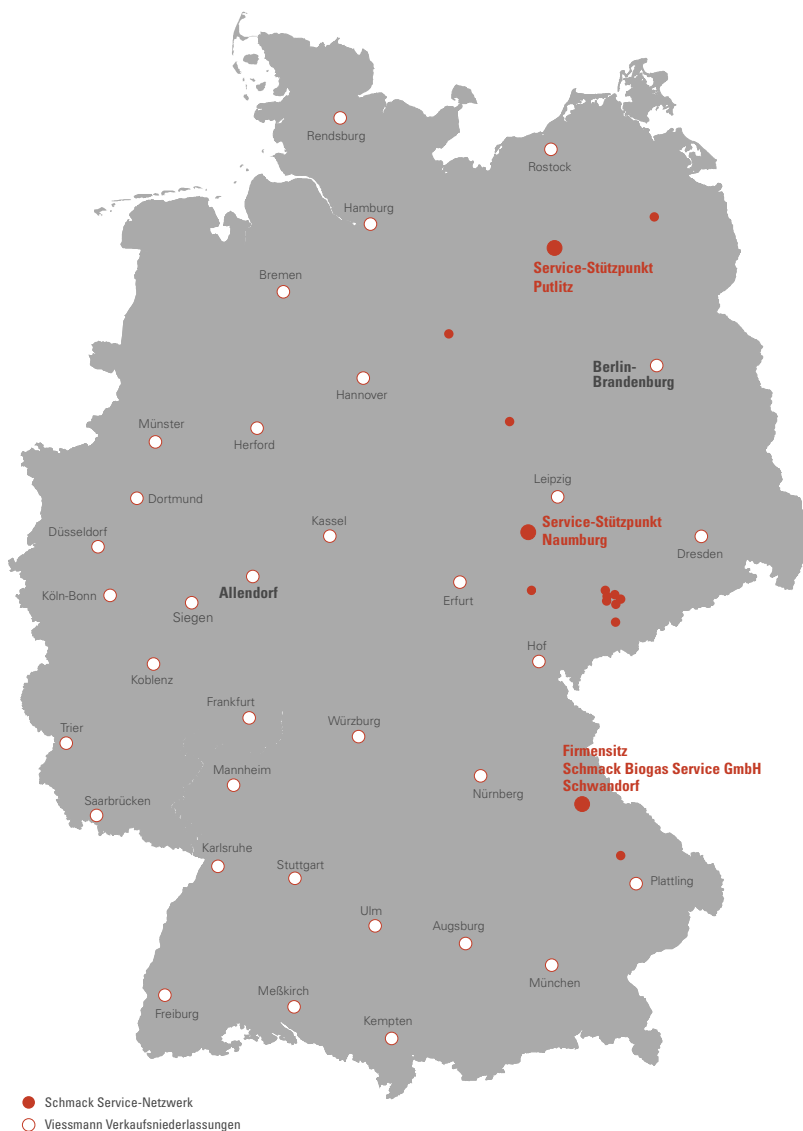 Rendsburg
Rostock
Hamburg
Service-Stützpunkt
Putlitz
Bremen
Berlin-
Brandenburg
Hannover
Münster
Herford
Leipzig
Dortmund
Kassel
Service-Stützpunkt
Naumburg
Düsseldorf
Dresden
Köln-Bonn
Allendorf
Erfurt
Siegen
Hof
Koblenz
Frankfurt
Würzburg
Trier
Firmensitz
Schmack Biogas Service GmbH
Schwandorf
Mannheim
Nürnberg
Saarbrücken
Karlsruhe
Stuttgart
Plattling
Ulm
Augsburg
München
Meßkirch
Freiburg
Kempten
Schmack Service-Netzwerk
Viessmann Verkaufsniederlassungen